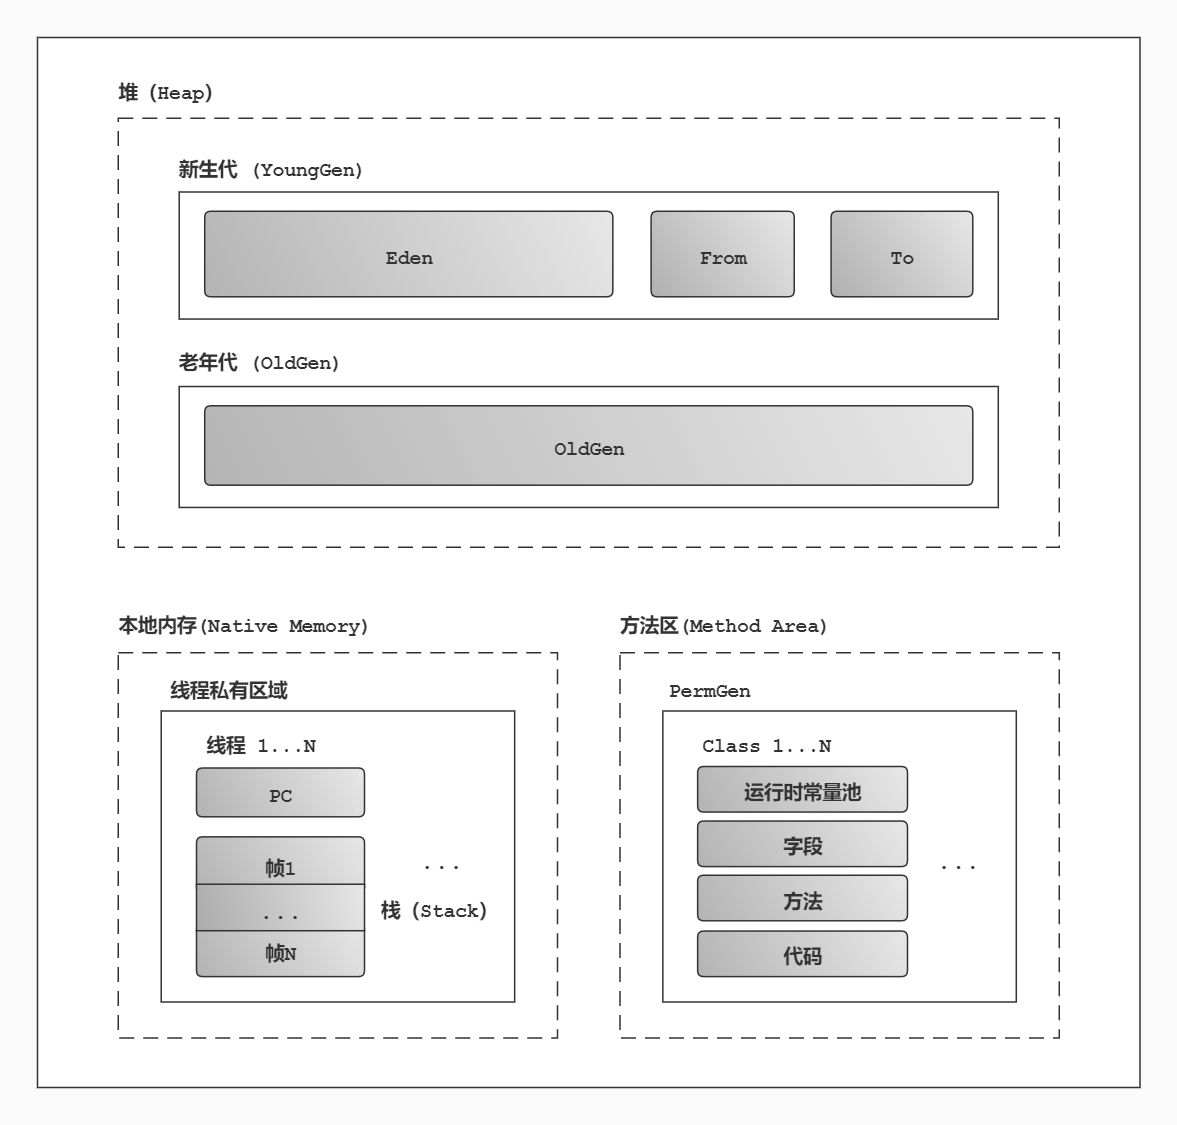 堆（Heap）
新生代 (YoungGen)
Eden
From
To
老年代 (OldGen)
OldGen
本地内存(Native Memory)
线程私有区域
线程 1...N
PC
帧1
...
帧N
...
栈（Stack）
方法区(Method Area)
PermGen
Class 1...N
运行时常量池
字段
方法
代码
...